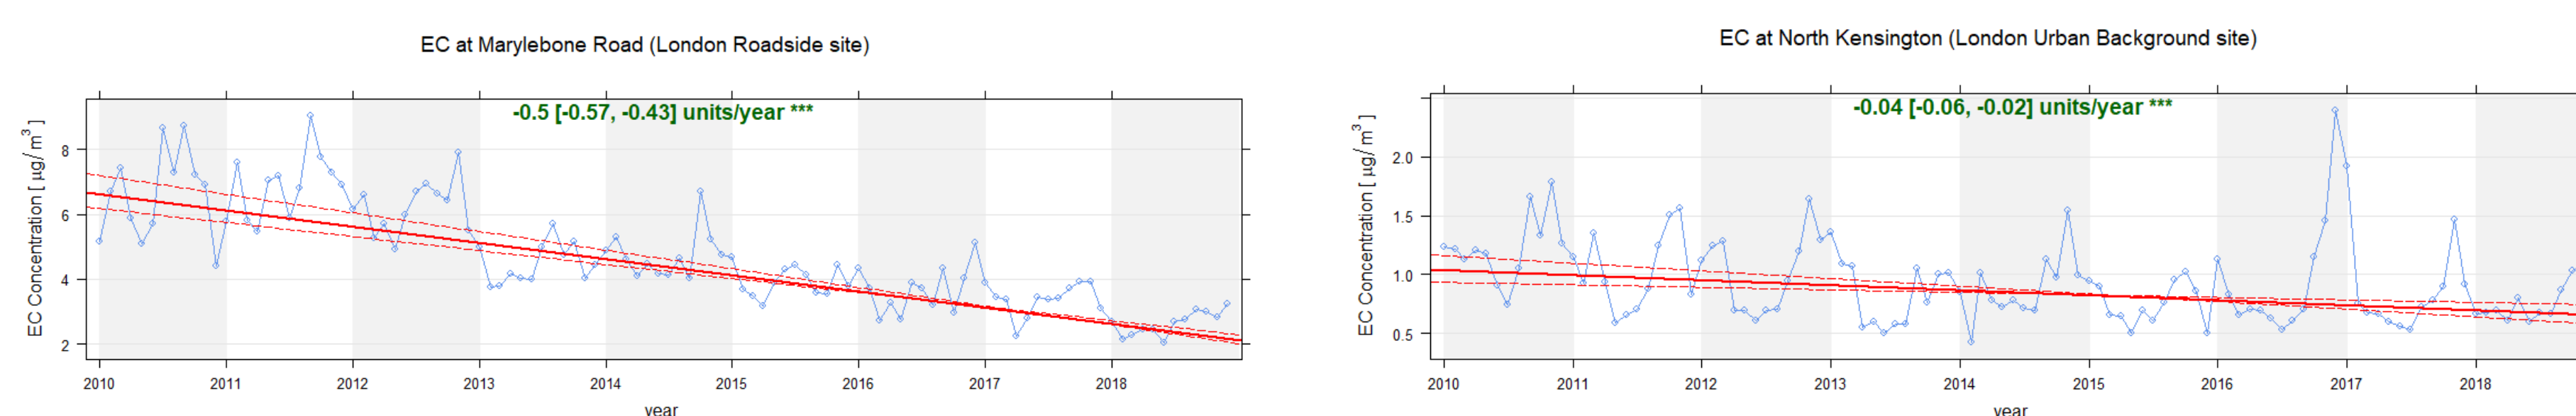 EC at Marylebone Road (London Roadside site)
-0.5 [-0.57, -0.43] units/year ***
EC Concentration [ µg/ m³ ]
8
6
4
2
2010 2011 2012 2013 2014 2015 2016 2017 2018
year
EC at North Kensington (London Urban Background site)
-0.04 [-0.06, -0.02] units/year ***
EC Concentration [ µg/ m³ ]
2.0
1.5
1.0
0.5
2010 2011 2012 2013 2014 2015 2016 2017 2018
year